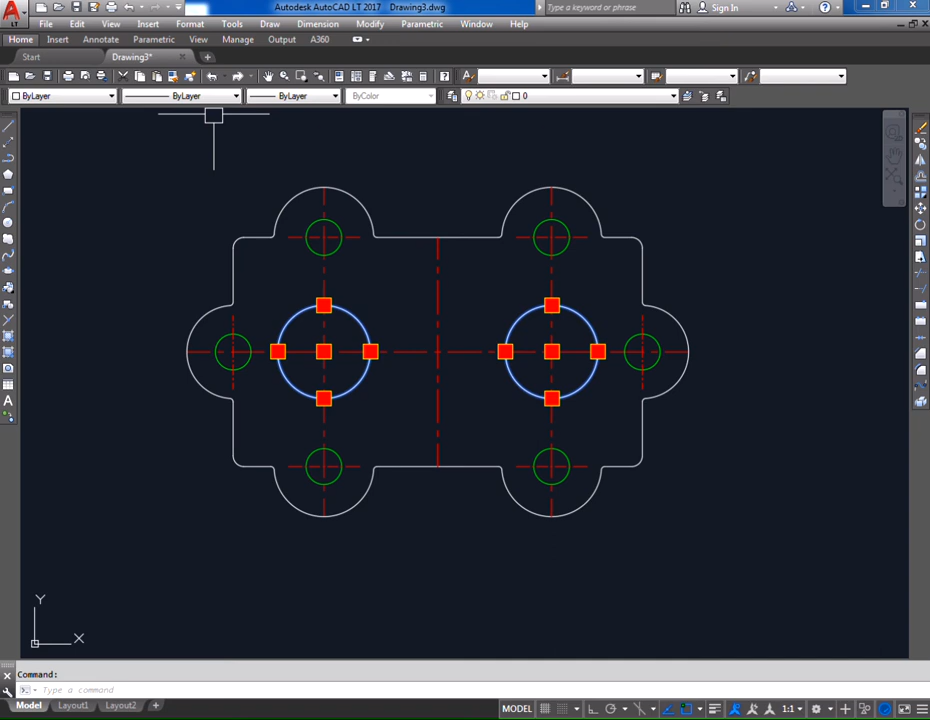 Autodesk AutoCAD LT 2017 Drawing3.dwg
Type a keyword or phrase
Sign In
LT
File Edit View Insert Format Tools Draw Dimension Modify Parametric Window Help
Home Insert Annotate Parametric View Manage Output A360
Start Drawing3*
ByLayer ByLayer ByLayer ByColor 0
Y
X
Command:
Type a command
Model Layout1 Layout2
MODEL 1:1